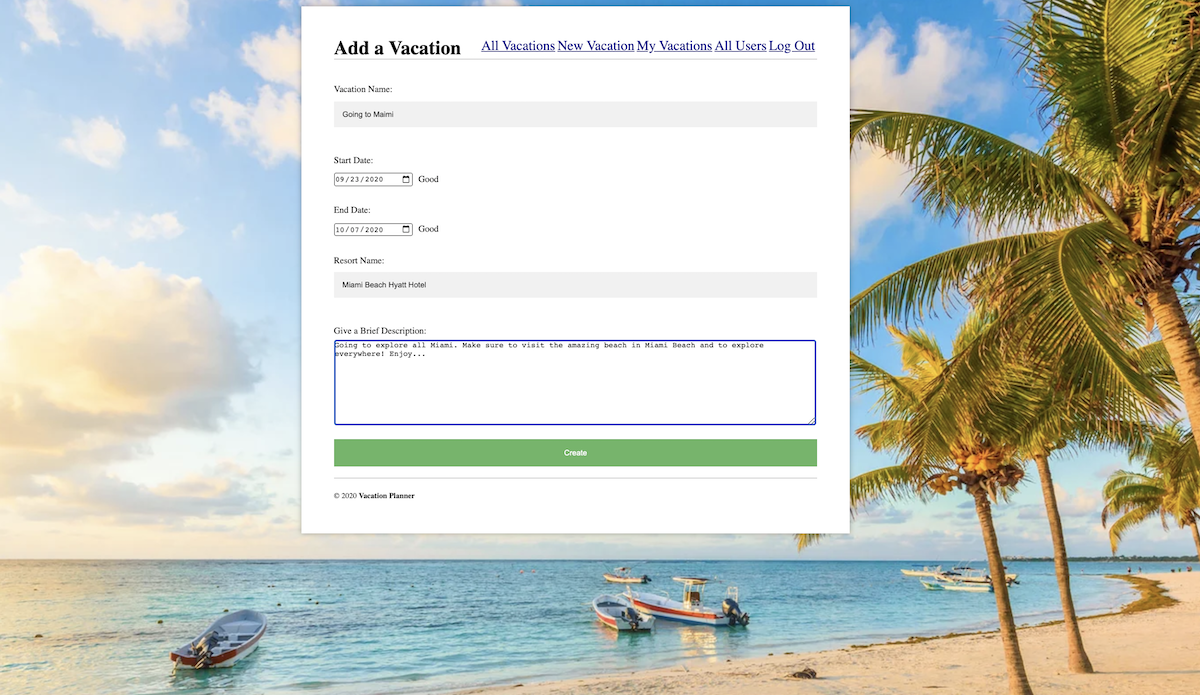 Add a Vacation All Vacations New Vacation My Vacations All Users Log Out
Vacation Name:
Going to Maimi
Start Date:
09/23/2020 Good
End Date:
10/07/2020 Good
Resort Name:
Miami Beach Hyatt Hotel
Give a Brief Description:
Going to explore all Miami. Make sure to visit the amazing beach in Miami Beach and to explore
everywhere! Enjoy...
Create
© 2020 Vacation Planner